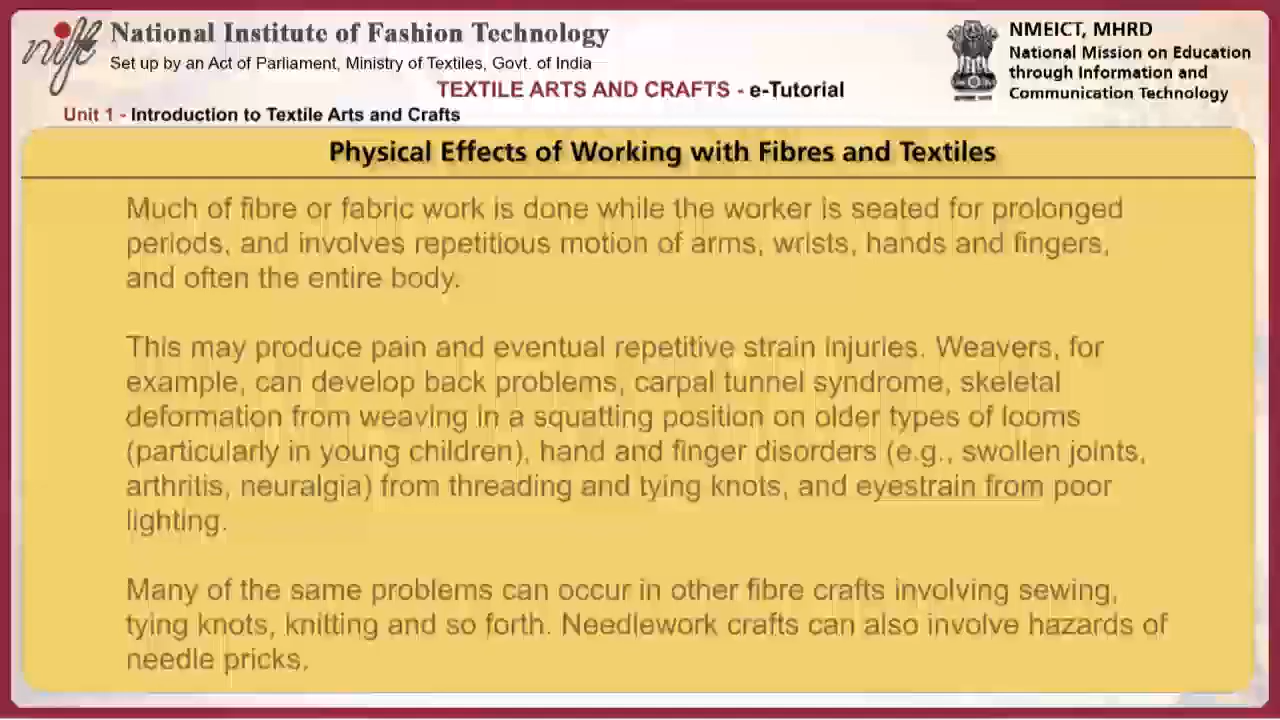 nift
National Institute of Fashion Technology
Set up by an Act of Parliament, Ministry of Textiles, Govt. of India
NMEICT, MHRD
National Mission on Education
through Information and
Communication Technology
TEXTILE ARTS AND CRAFTS - e-Tutorial
Unit 1 - Introduction to Textile Arts and Crafts
Physical Effects of Working with Fibres and Textiles
Much of fibre or fabric work is done while the worker is seated for prolonged
periods, and involves repetitious motion of arms, wrists, hands and fingers,
and often the entire body.
This may produce pain and eventual repetitive strain injuries. Weavers, for
example, can develop back problems, carpal tunnel syndrome, skeletal
deformation from weaving in a squatting position on older types of looms
(particularly in young children), hand and finger disorders (e.g., swollen joints,
arthritis, neuralgia) from threading and tying knots, and eyestrain from poor
lighting.
Many of the same problems can occur in other fibre crafts involving sewing,
tying knots, knitting and so forth. Needlework crafts can also involve hazards of
needle pricks.